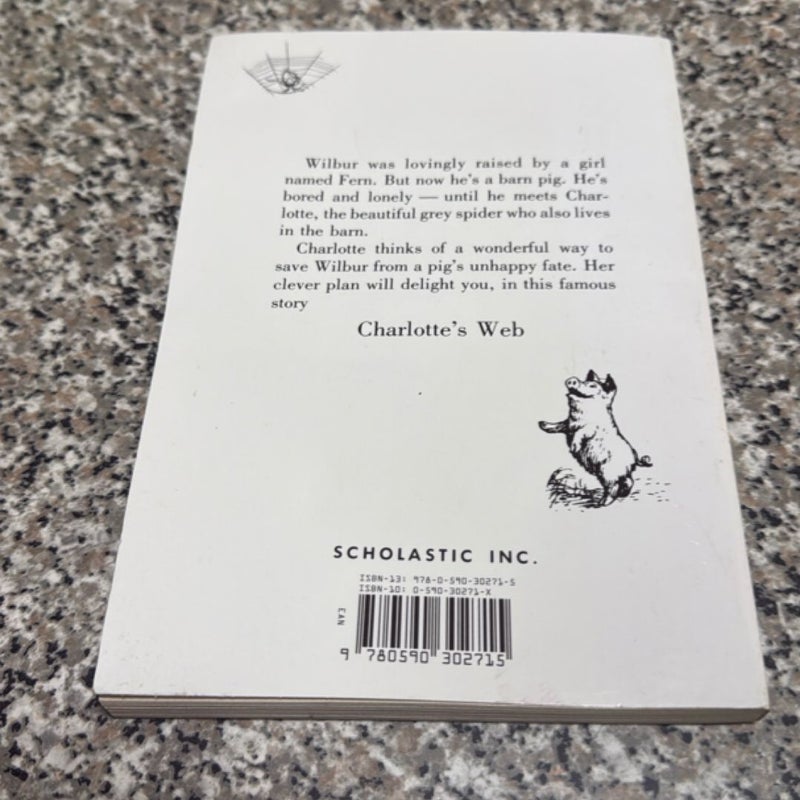 Wilbur was lovingly raised by a girl
named Fern. But now he's a barn pig. He's
bored and lonely — until he meets Char-
lotte, the beautiful grey spider who also lives
in the barn.
Charlotte thinks of a wonderful way to
save Wilbur from a pig's unhappy fate. Her
clever plan will delight you, in this famous
story
Charlotte's Web
SCHOLASTIC INC.
ISBN-13: 978-0-590-30271-5
ISBN-10: 0-590-30271-X
EAN
9 780590 302715